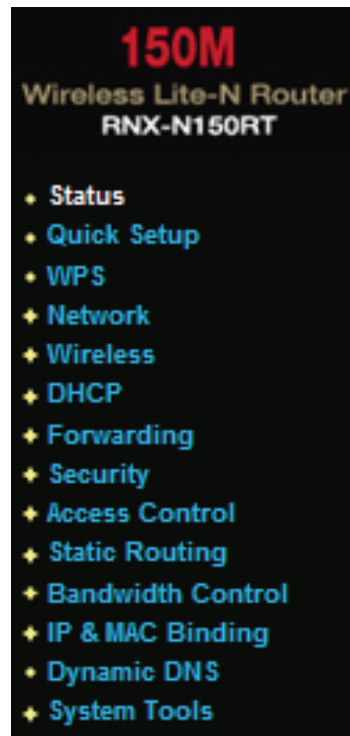 150M
Wireless Lite-N Router
RNX-N150RT
Status
Quick Setup
WPS
Network
Wireless
DHCP
Forwarding
Security
Access Control
Static Routing
Bandwidth Control
IP & MAC Binding
Dynamic DNS
System Tools